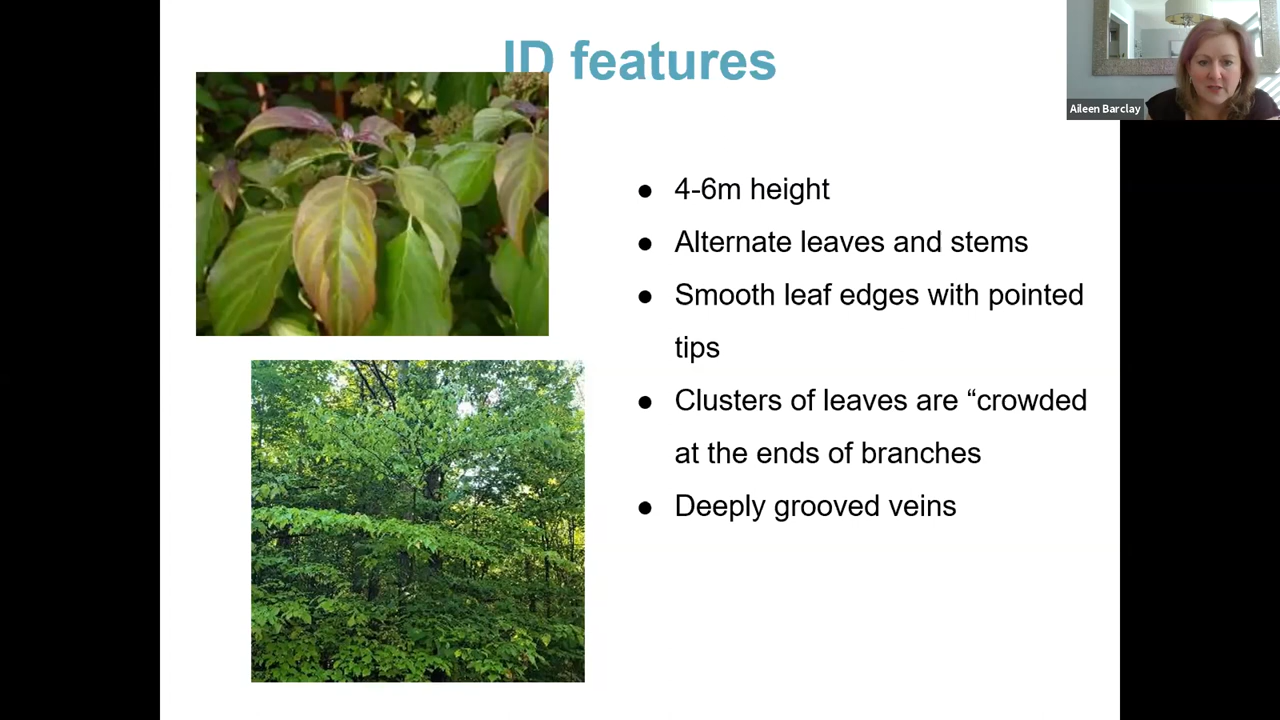 ID features
Aileen Barclay
● 4-6m height
● Alternate leaves and stems
● Smooth leaf edges with pointed
tips
● Clusters of leaves are “crowded
at the ends of branches
● Deeply grooved veins